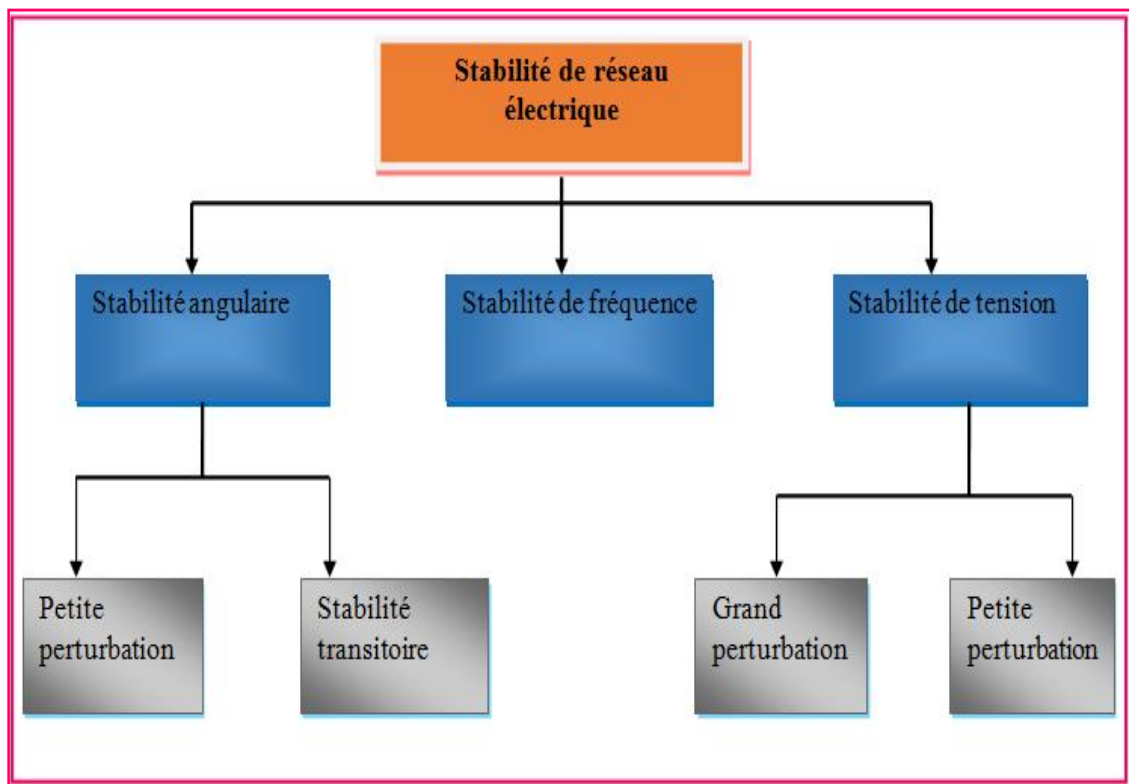 Stabilité de réseau
électrique
Stabilité angulaire
Stabilité de fréquence
Stabilité de tension
Petite
perturbation
Stabilité
transitoire
Grand
perturbation
Petite
perturbation